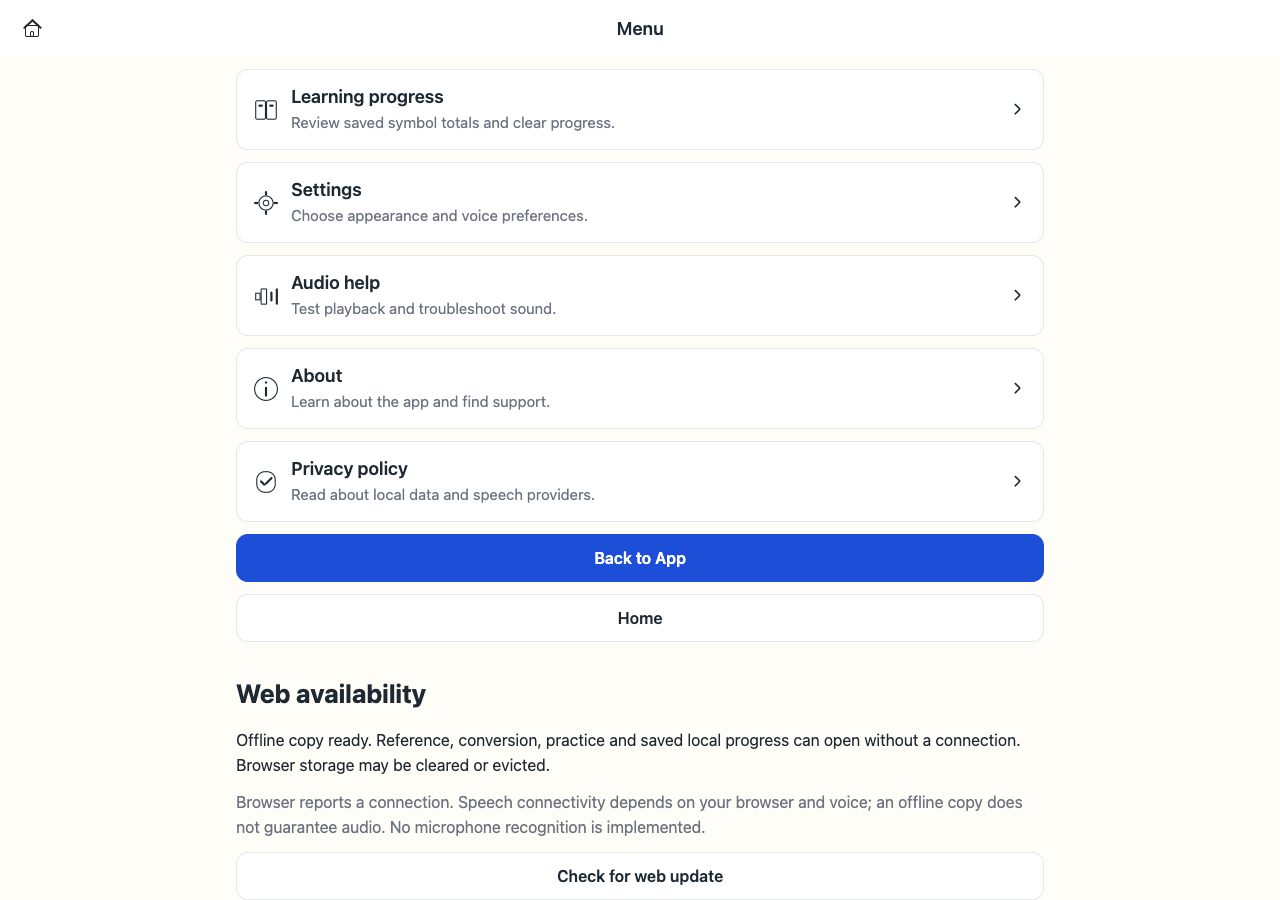 Menu
Learning progress
Review saved symbol totals and clear progress.
Settings
Choose appearance and voice preferences.
Audio help
Test playback and troubleshoot sound.
About
Learn about the app and find support.
Privacy policy
Read about local data and speech providers.
Back to App
Home
Web availability
Offline copy ready. Reference, conversion, practice and saved local progress can open without a connection.
Browser storage may be cleared or evicted.
Browser reports a connection. Speech connectivity depends on your browser and voice; an offline copy does
not guarantee audio. No microphone recognition is implemented.
Check for web update